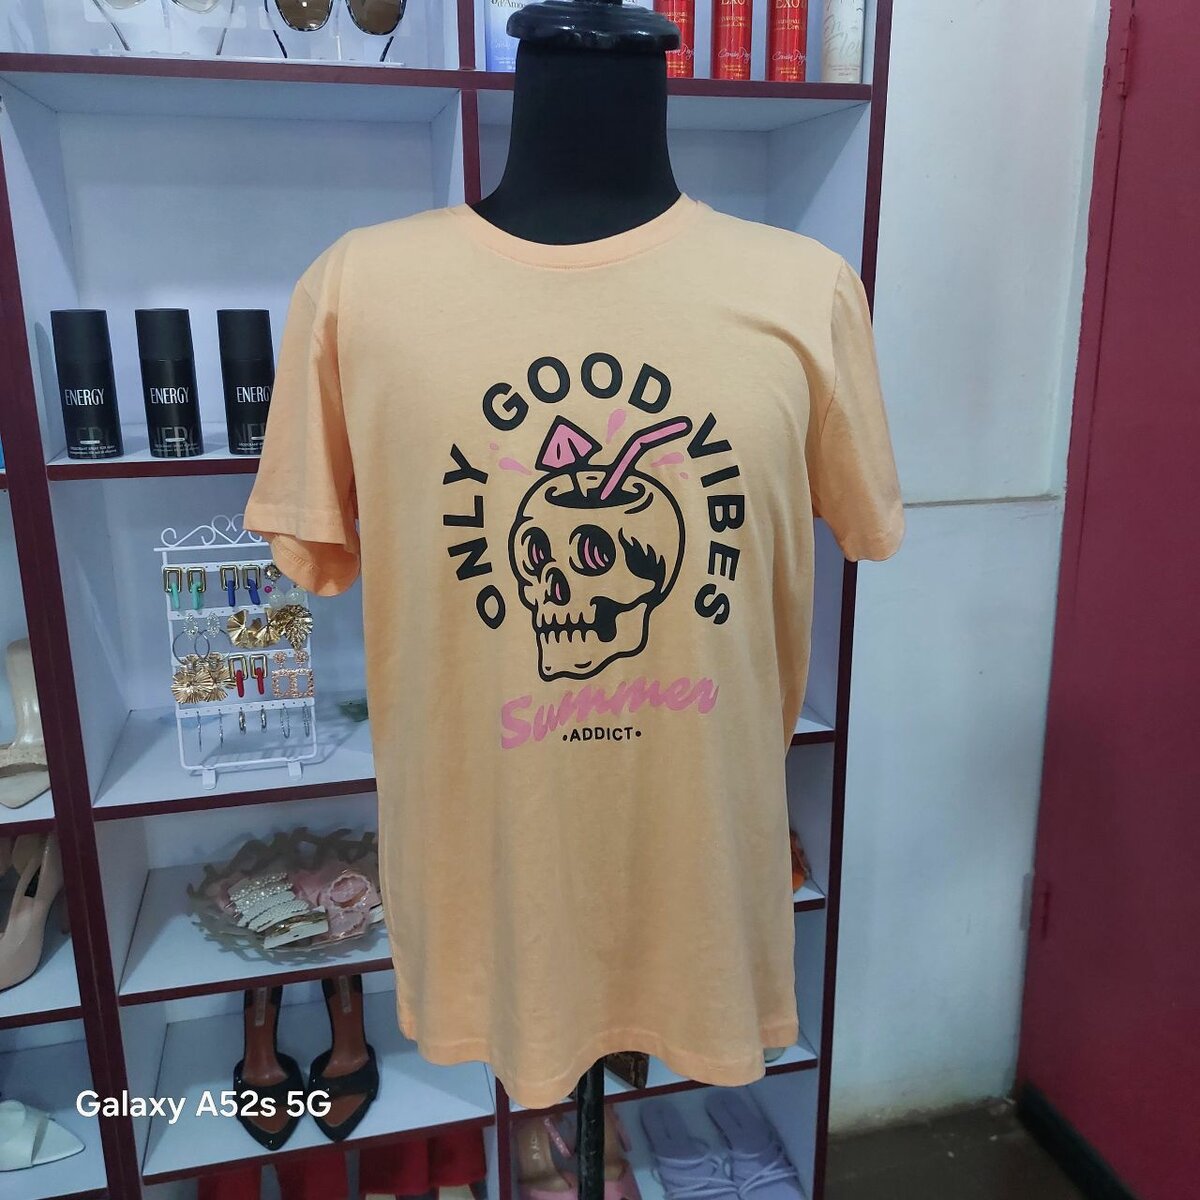 ONLY GOOD VIBES
Summer
•ADDICT•
ENERGY
ENERGY
ENERGY
Galaxy A52s 5G